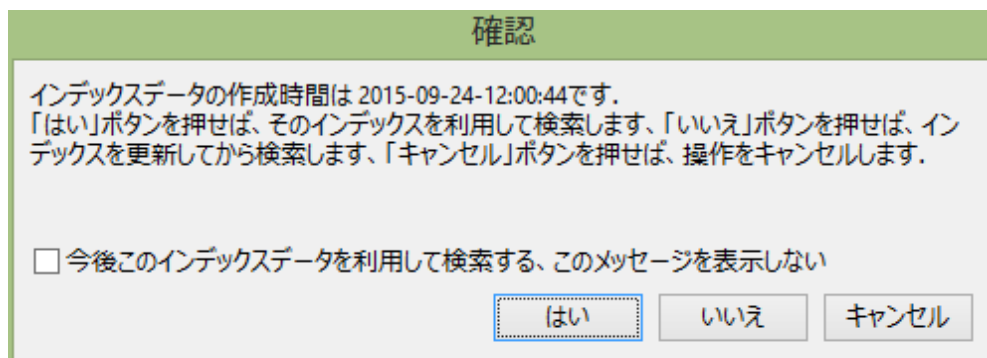 確認
インデックスデータの作成時間は 2015-09-24-12:00:44です.
「はい」ボタンを押せば、そのインデックスを利用して検索します、「いいえ」ボタンを押せば、イン
デックスを更新してから検索します、「キャンセル」ボタンを押せば、操作をキャンセルします.
今後このインデックスデータを利用して検索する、このメッセージを表示しない
はい いいえ キャンセル